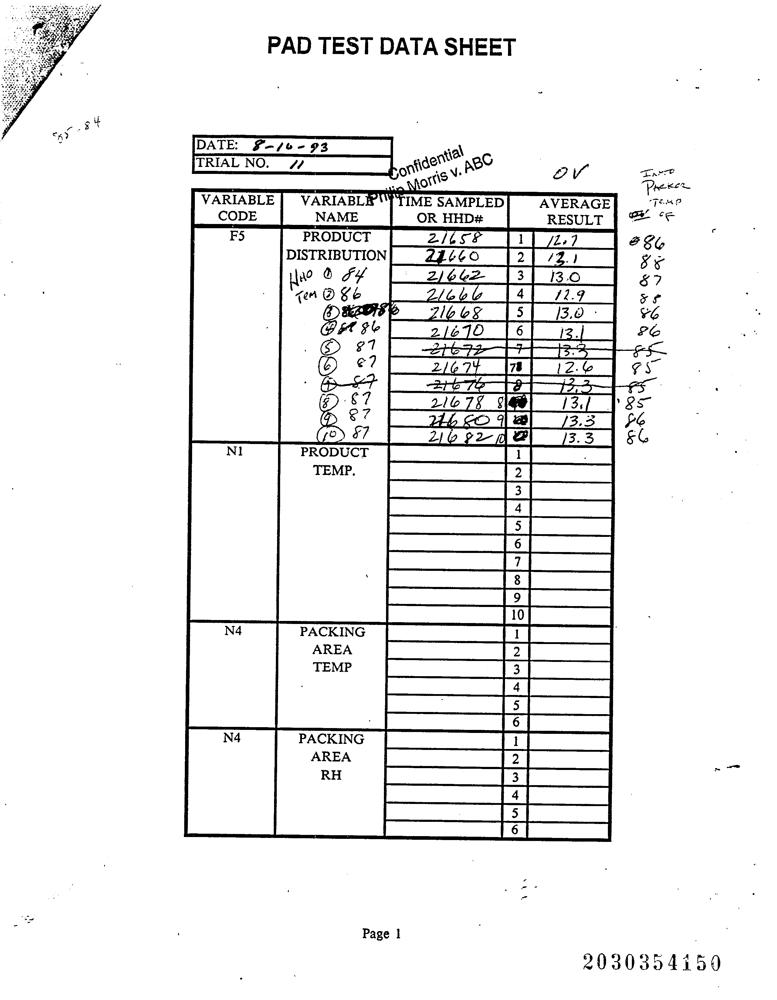 PAD TEST DATA SHEET
85-84
DATE: 8-10-93
TRIAL NO. 11
Confidential
Philip Morris v. ABC
OV
INTO
PACKER
TEMP
°F
VARIABLE CODE VARIABLE NAME TIME SAMPLED OR HHD# AVERAGE RESULT
F5 PRODUCT 21658 1 12.7 86
DISTRIBUTION 21660 2 13.1 88
HHO ① 84 21662 3 13.0 87
Tem ② 86 21666 4 12.9 88
③ 86 21668 5 13.0 86
④ 86 21670 6 13.1 86
⑤ 87 21672 7 13.3 85
⑥ 87 21674 7 12.6 85
⑦ 87 21676 8 13.3 85
⑧ 87 21678 8 13.1 85
⑨ 87 21680 9 13.3 86
⑩ 87 21682 10 13.3 86
N1 PRODUCT 1
TEMP. 2
3
4
5
6
7
8
9
10
N4 PACKING 1
AREA 2
TEMP 3
4
5
6
N4 PACKING 1
AREA 2
RH 3
4
5
6
Page 1
2030354150